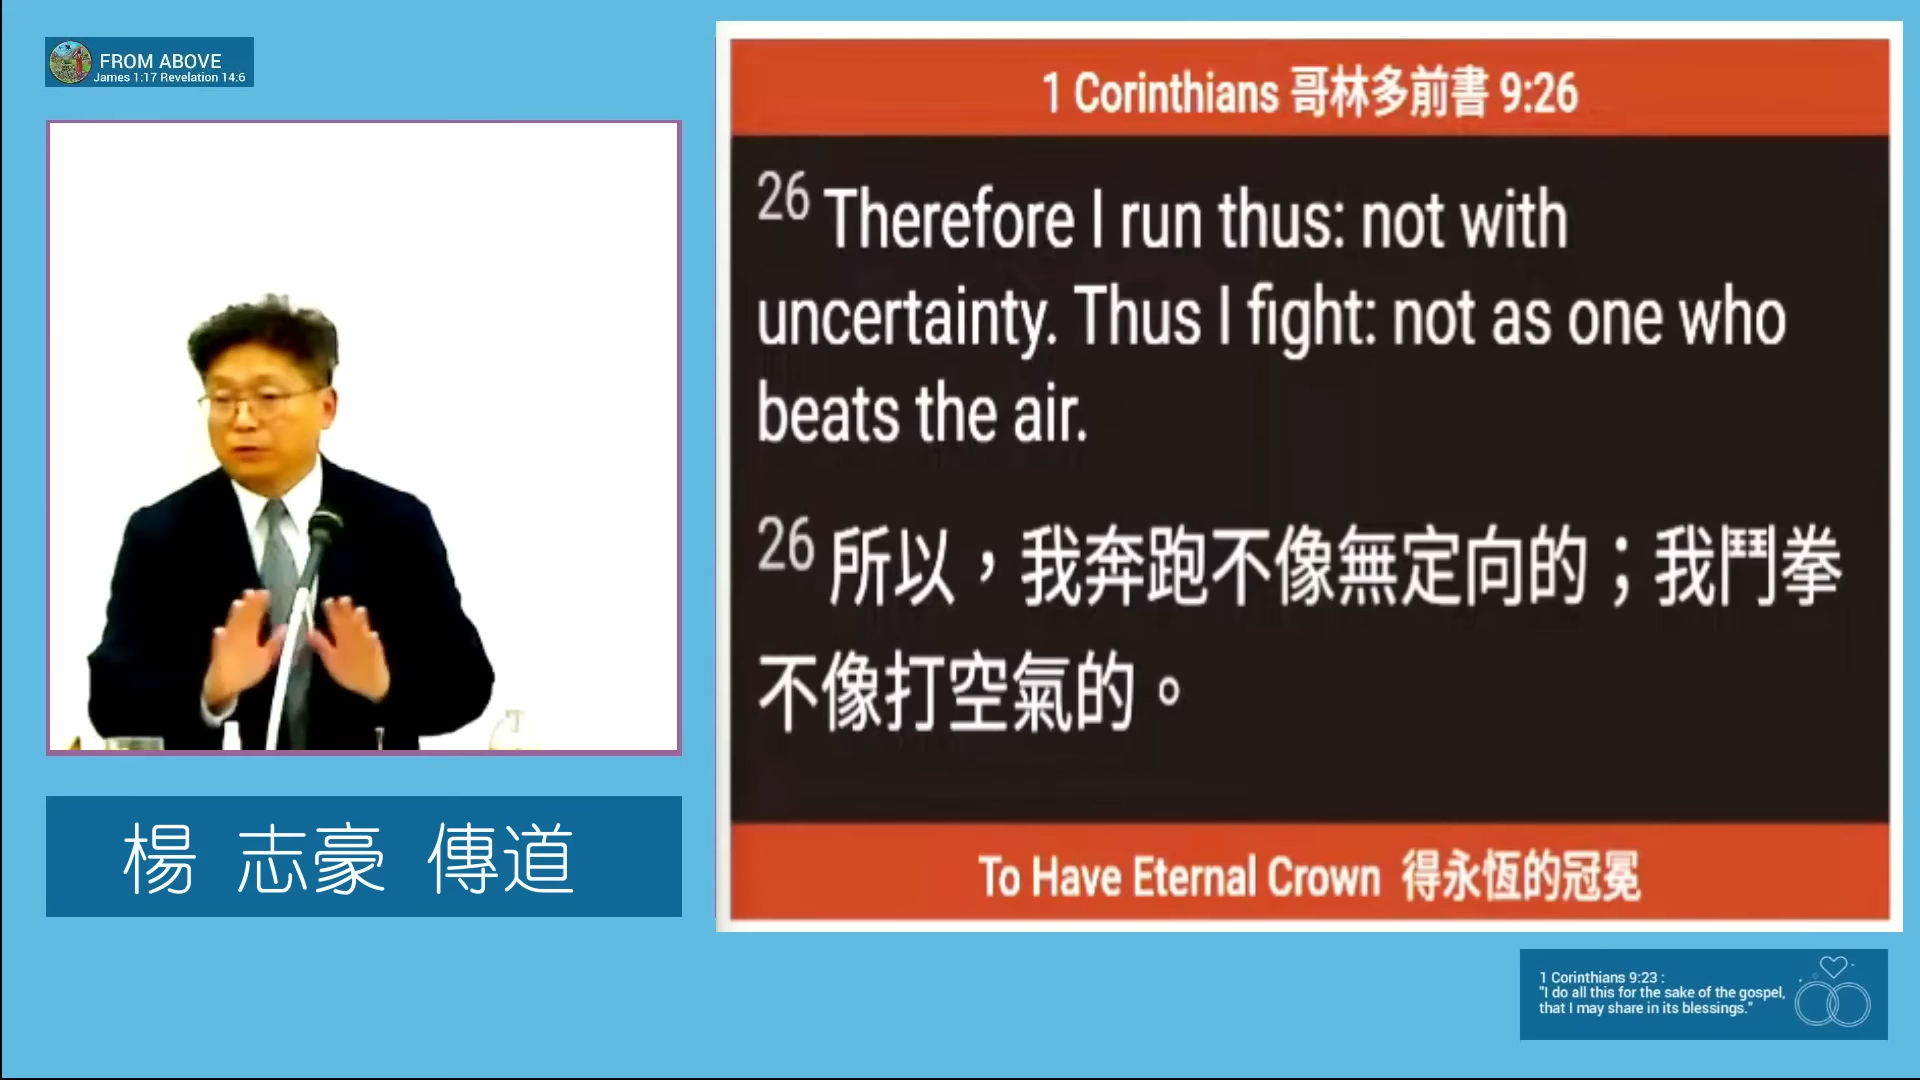 FROM ABOVE
James 1:17 Revelation 14:6
1 Corinthians 哥林多前書 9:26
26 Therefore I run thus: not with
uncertainty. Thus I fight: not as one who
beats the air.
26 所以，我奔跑不像無定向的；我鬥拳
不像打空氣的。
To Have Eternal Crown 得永恆的冠冕
楊 志豪 傳道
1 Corinthians 9:23 :
"I do all this for the sake of the gospel,
that I may share in its blessings."